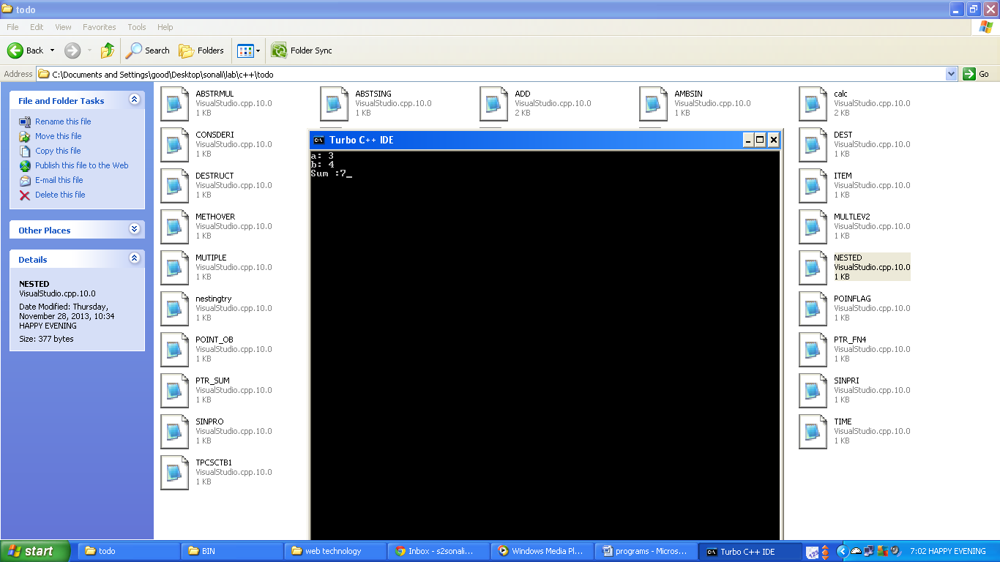 todo
File Edit View Favorites Tools Help
Back Search Folders Folder Sync
Address C:\Documents and Settings\good\Desktop\sonali\lab\c++\todo Go
File and Folder Tasks
Rename this file
Move this file
Copy this file
Publish this file to the Web
E-mail this file
Delete this file
Other Places
Details
NESTED
VisualStudio.cpp.10.0
Date Modified: Thursday,
November 28, 2013, 10:34
HAPPY EVENING
Size: 377 bytes
ABSTRMUL
VisualStudio.cpp.10.0
1 KB
ABSTSING
VisualStudio.cpp.10.0
1 KB
ADD
VisualStudio.cpp.10.0
2 KB
AMBSIN
VisualStudio.cpp.10.0
1 KB
calc
VisualStudio.cpp.10.0
2 KB
CONSDERI
VisualStudio.cpp.10.0
1 KB
DEST
VisualStudio.cpp.10.0
1 KB
DESTRUCT
VisualStudio.cpp.10.0
1 KB
ITEM
VisualStudio.cpp.10.0
1 KB
METHOVER
VisualStudio.cpp.10.0
1 KB
MULTLEV2
VisualStudio.cpp.10.0
1 KB
MUTIPLE
VisualStudio.cpp.10.0
1 KB
NESTED
VisualStudio.cpp.10.0
1 KB
nestingtry
VisualStudio.cpp.10.0
1 KB
POINFLAG
VisualStudio.cpp.10.0
1 KB
POINT_OB
VisualStudio.cpp.10.0
1 KB
PTR_FN4
VisualStudio.cpp.10.0
1 KB
PTR_SUM
VisualStudio.cpp.10.0
1 KB
SINPRI
VisualStudio.cpp.10.0
1 KB
SINPRO
VisualStudio.cpp.10.0
1 KB
TIME
VisualStudio.cpp.10.0
1 KB
TPCSCTB1
VisualStudio.cpp.10.0
1 KB
Turbo C++ IDE
a: 3
b: 4
Sum :7_
start todo BIN web technology Inbox - s2sonali... Windows Media Pl... programs - Micros... Turbo C++ IDE 7:02 HAPPY EVENING